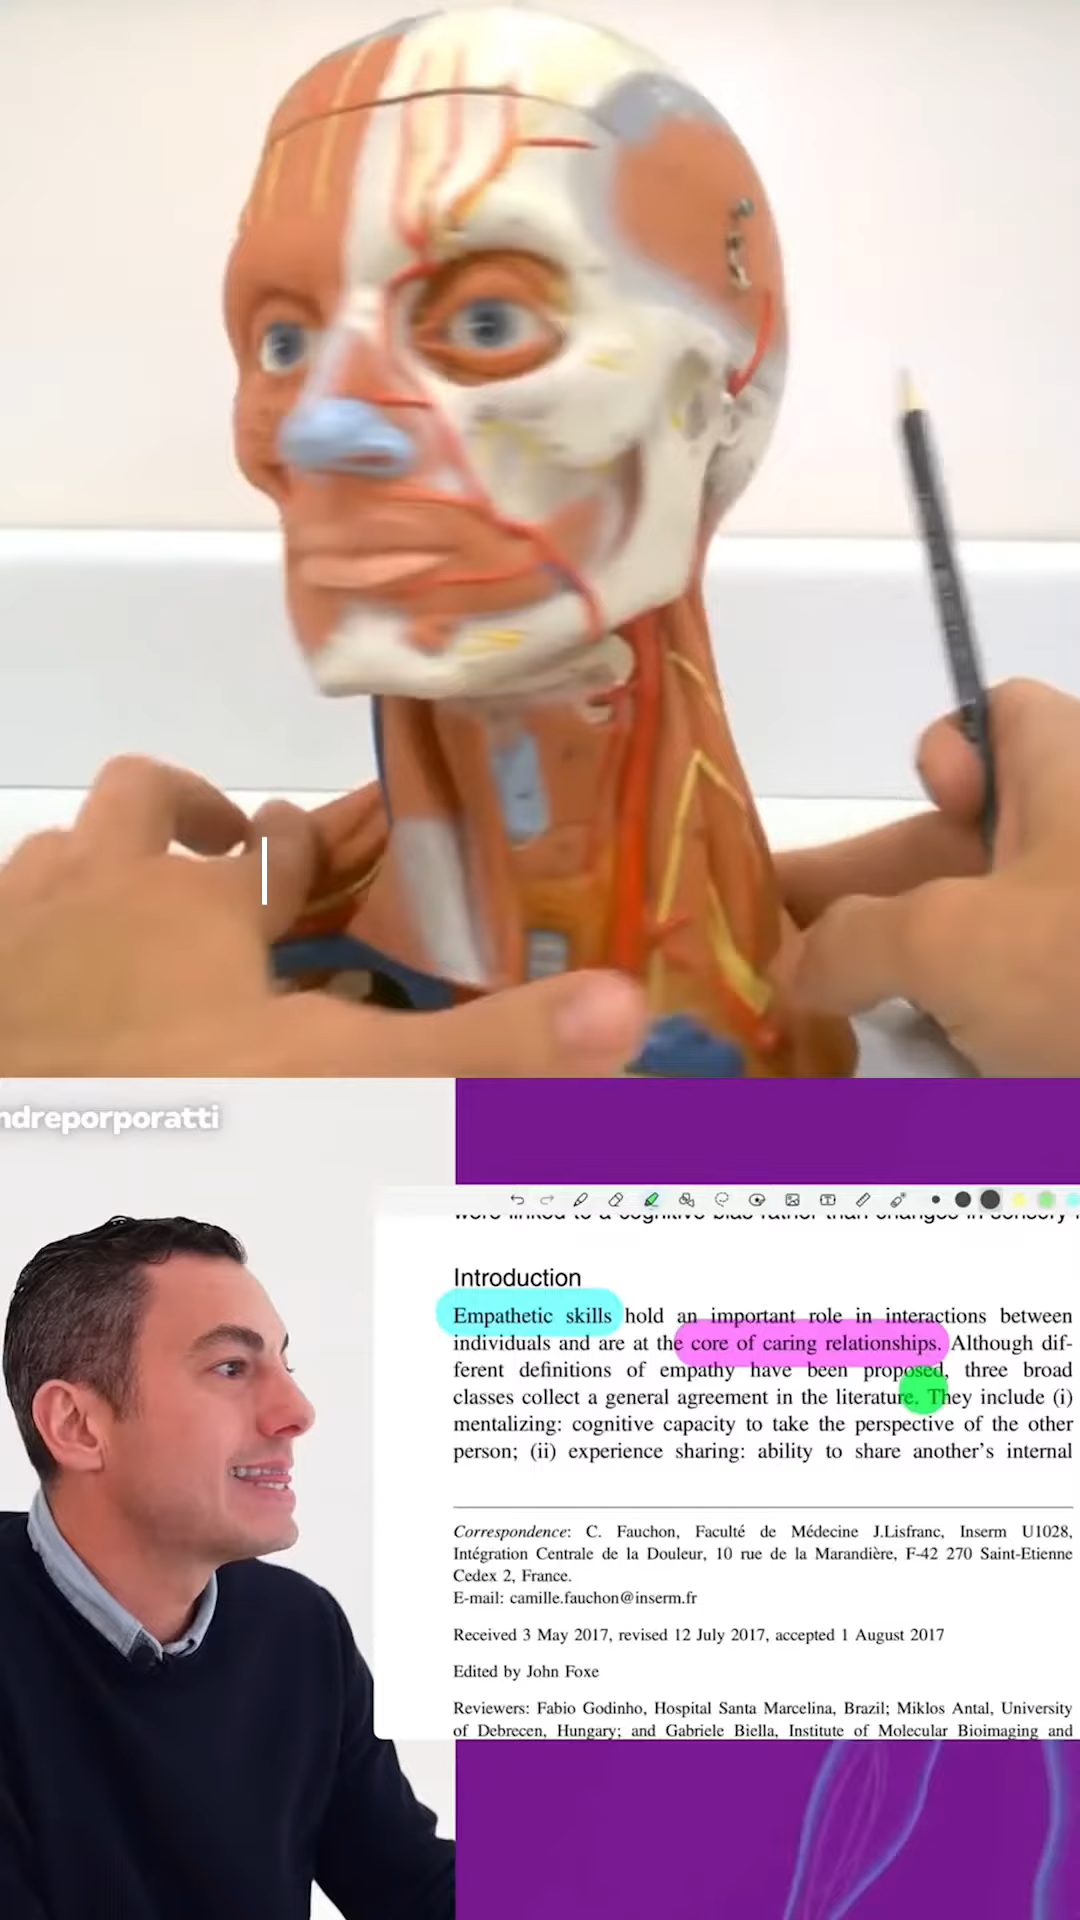 ndreporporatti
Introduction
Empathetic skills hold an important role in interactions between
individuals and are at the core of caring relationships. Although dif-
ferent definitions of empathy have been proposed, three broad
classes collect a general agreement in the literature. They include (i)
mentalizing: cognitive capacity to take the perspective of the other
person; (ii) experience sharing: ability to share another's internal
Correspondence: C. Fauchon, Faculté de Médecine J.Lisfranc, Inserm U1028,
Intégration Centrale de la Douleur, 10 rue de la Marandière, F-42 270 Saint-Etienne
Cedex 2, France.
E-mail: camille.fauchon@inserm.fr
Received 3 May 2017, revised 12 July 2017, accepted 1 August 2017
Edited by John Foxe
Reviewers: Fabio Godinho, Hospital Santa Marcelina, Brazil; Miklos Antal, University
of Debrecen, Hungary; and Gabriele Biella, Institute of Molecular Bioimaging and